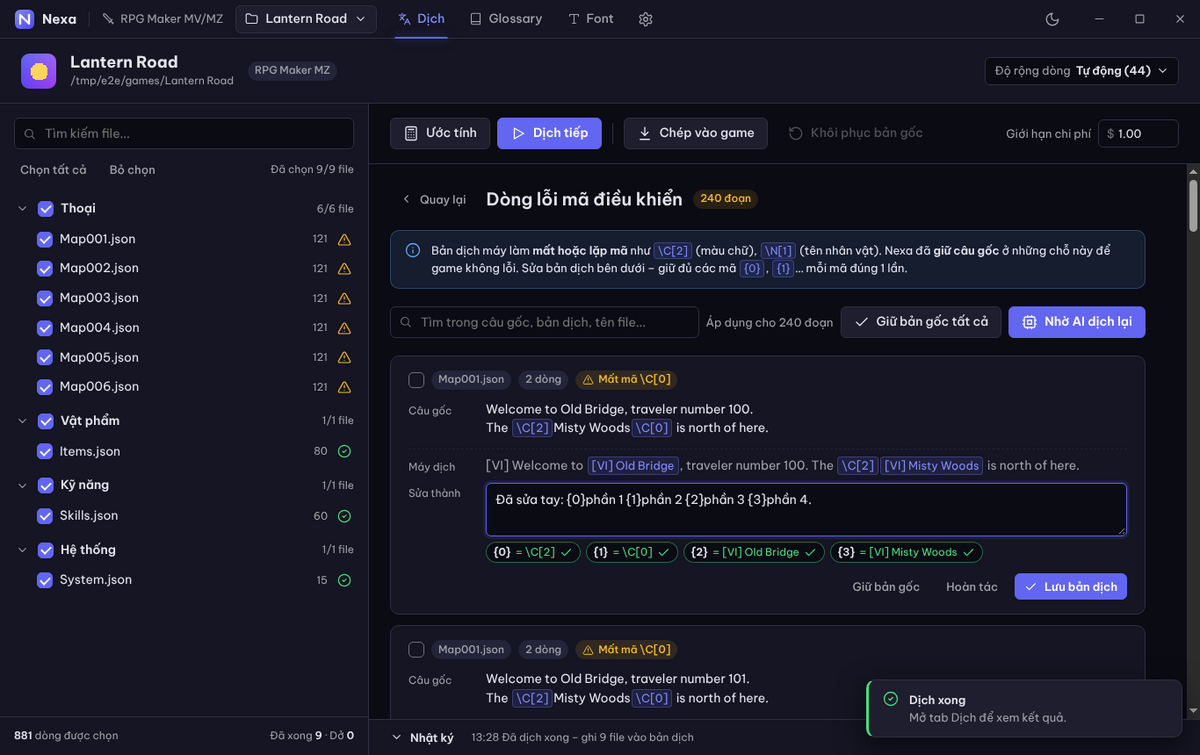 Nexa
RPG Maker MV/MZ
Lantern Road
Dịch
Glossary
Font
Lantern Road
/tmp/e2e/games/Lantern Road
RPG Maker MZ
Độ rộng dòng Tự động (44)
Tìm kiếm file...
Chọn tất cả
Bỏ chọn
Đã chọn 9/9 file
Thoại
6/6 file
Map001.json
121
Map002.json
121
Map003.json
121
Map004.json
121
Map005.json
121
Map006.json
121
Vật phẩm
1/1 file
Items.json
80
Kỹ năng
1/1 file
Skills.json
60
Hệ thống
1/1 file
System.json
15
881 dòng được chọn
Đã xong 9 · Dở 0
Ước tính
Dịch tiếp
Chép vào game
Khôi phục bản gốc
Giới hạn chi phí
$ 1.00
Quay lại
Dòng lỗi mã điều khiển
240 đoạn
Bản dịch máy làm mất hoặc lặp mã như \C[2] (màu chữ), \N[1] (tên nhân vật). Nexa đã giữ câu gốc ở những chỗ này để
game không lỗi. Sửa bản dịch bên dưới – giữ đủ các mã {0}, {1}… mỗi mã đúng 1 lần.
Tìm trong câu gốc, bản dịch, tên file...
Áp dụng cho 240 đoạn
Giữ bản gốc tất cả
Nhờ AI dịch lại
Map001.json
2 dòng
Mất mã \C[0]
Câu gốc
Welcome to Old Bridge, traveler number 100.
The \C[2] Misty Woods \C[0] is north of here.
Máy dịch
[VI] Welcome to [VI] Old Bridge, traveler number 100. The \C[2] [VI] Misty Woods is north of here.
Sửa thành
Đã sửa tay: {0}phần 1 {1}phần 2 {2}phần 3 {3}phần 4.
{0} = \C[2]
{1} = \C[0]
{2} = [VI] Old Bridge
{3} = [VI] Misty Woods
Giữ bản gốc
Hoàn tác
Lưu bản dịch
Map001.json
2 dòng
Mất mã \C[0]
Câu gốc
Welcome to Old Bridge, traveler number 101.
The \C[2] Misty Woods \C[0] is north of here.
Dịch xong
Mở tab Dịch để xem kết quả.
Nhật ký
13:28 Đã dịch xong – ghi 9 file vào bản dịch